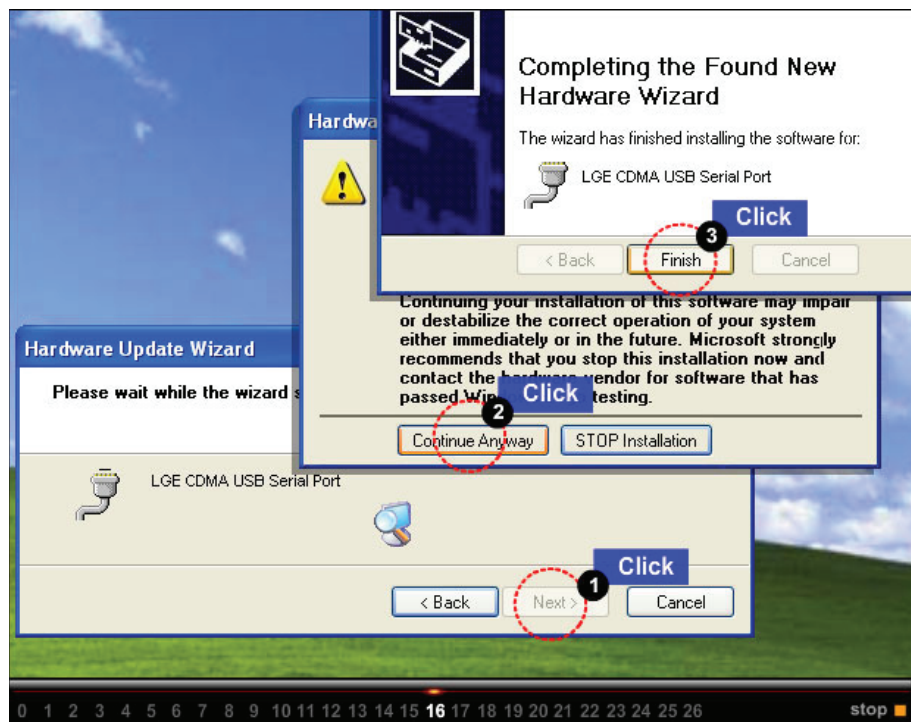 Completing the Found New
Hardware Wizard
The wizard has finished installing the software for:
LGE CDMA USB Serial Port
Click
3
< Back
Finish
Cancel
Continuing your installation of this software may impair
or destabilize the correct operation of your system
either immediately or in the future. Microsoft strongly
recommends that you stop this installation now and
contact the hardware vendor for software that has
passed testing.
Click
2
Continue Anyway
STOP Installation
Hardware Update Wizard
Please wait while the wizard
LGE CDMA USB Serial Port
Click
1
< Back
Next >
Cancel
0 1 2 3 4 5 6 7 8 9 10 11 12 13 14 15 16 17 18 19 20 21 22 23 24 25 26
stop